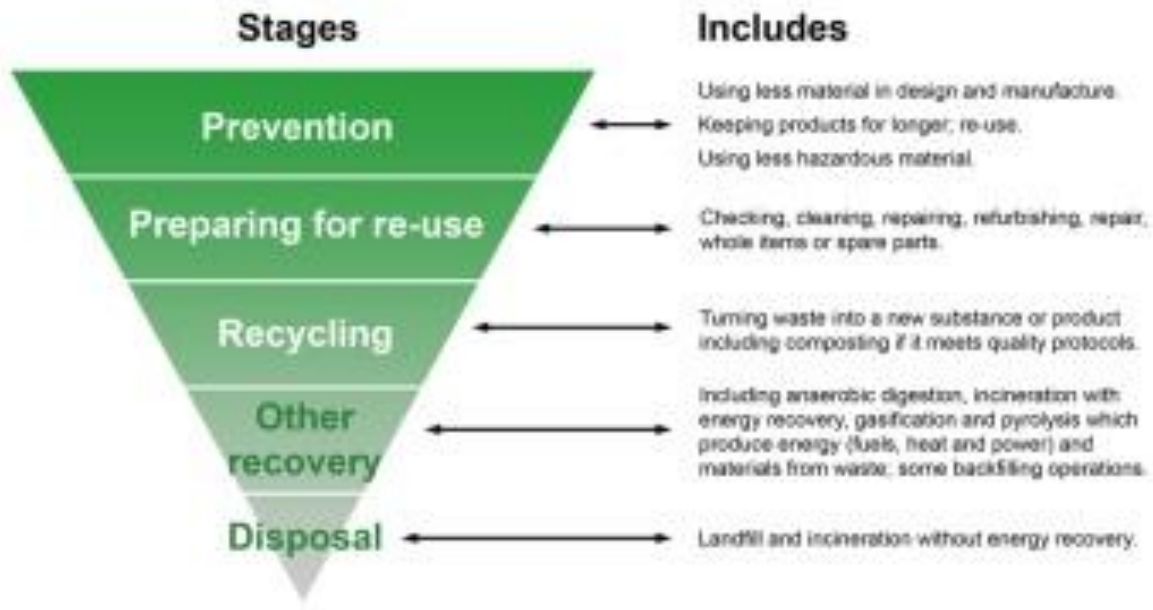 Stages
Includes
Prevention
Using less material in design and manufacture.
Keeping products for longer; re-use.
Using less hazardous material.
Preparing for re-use
Checking, cleaning, repairing, refurbishing, repair,
whole items or spare parts.
Recycling
Turning waste into a new substance or product
including composting if it meets quality protocols.
Other
recovery
Including anaerobic digestion, incineration with
energy recovery, gasification and pyrolysis which
produce energy (fuels, heat and power) and
materials from waste; some backfilling operations.
Disposal
Landfill and incineration without energy recovery.